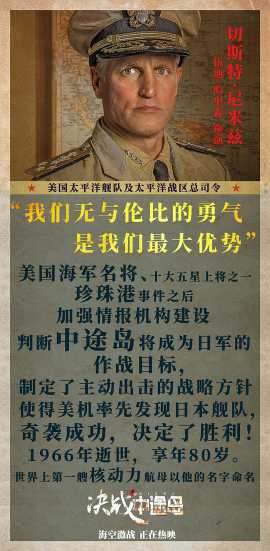 切斯特·尼米兹
伍迪·哈里森 饰演
美国太平洋舰队及太平洋战区总司令
“我们无与伦比的勇气
是我们最大优势”
美国海军名将、十大五星上将之一
珍珠港事件之后
加强情报机构建设
判断中途岛将成为日军的
作战目标，
制定了主动出击的战略方针
使得美机率先发现日本舰队，
奇袭成功，决定了胜利！
1966年逝世，享年80岁。
世界上第一艘核动力航母以他的名字命名
决战中途岛
海空激战 正在热映